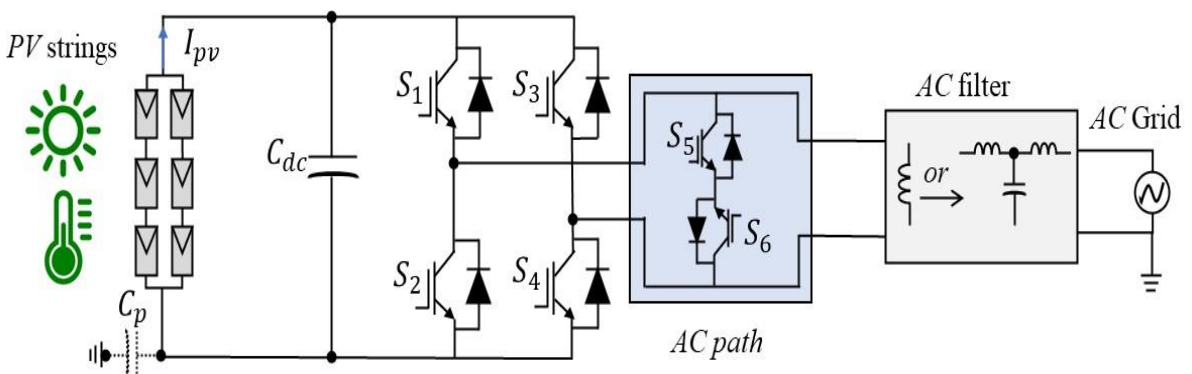 PV strings
I_pv
C_p
C_dc
S_1
S_3
S_2
S_4
S_5
S_6
AC path
AC filter
or
AC Grid